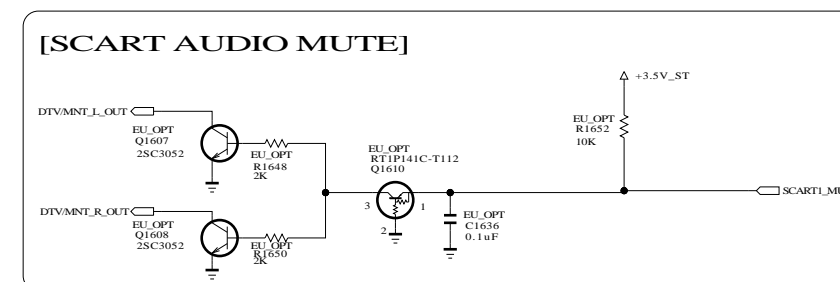 [SCART AUDIO MUTE]
+3.5V_ST
DTV/MNT_L_OUT
EU_OPT
Q1607
2SC3052
EU_OPT
R1648
2K
EU_OPT
RT1P141C-T112
Q1610
3
1
2
EU_OPT
R1652
10K
EU_OPT
C1636
0.1uF
DTV/MNT_R_OUT
EU_OPT
Q1608
2SC3052
EU_OPT
R1650
2K